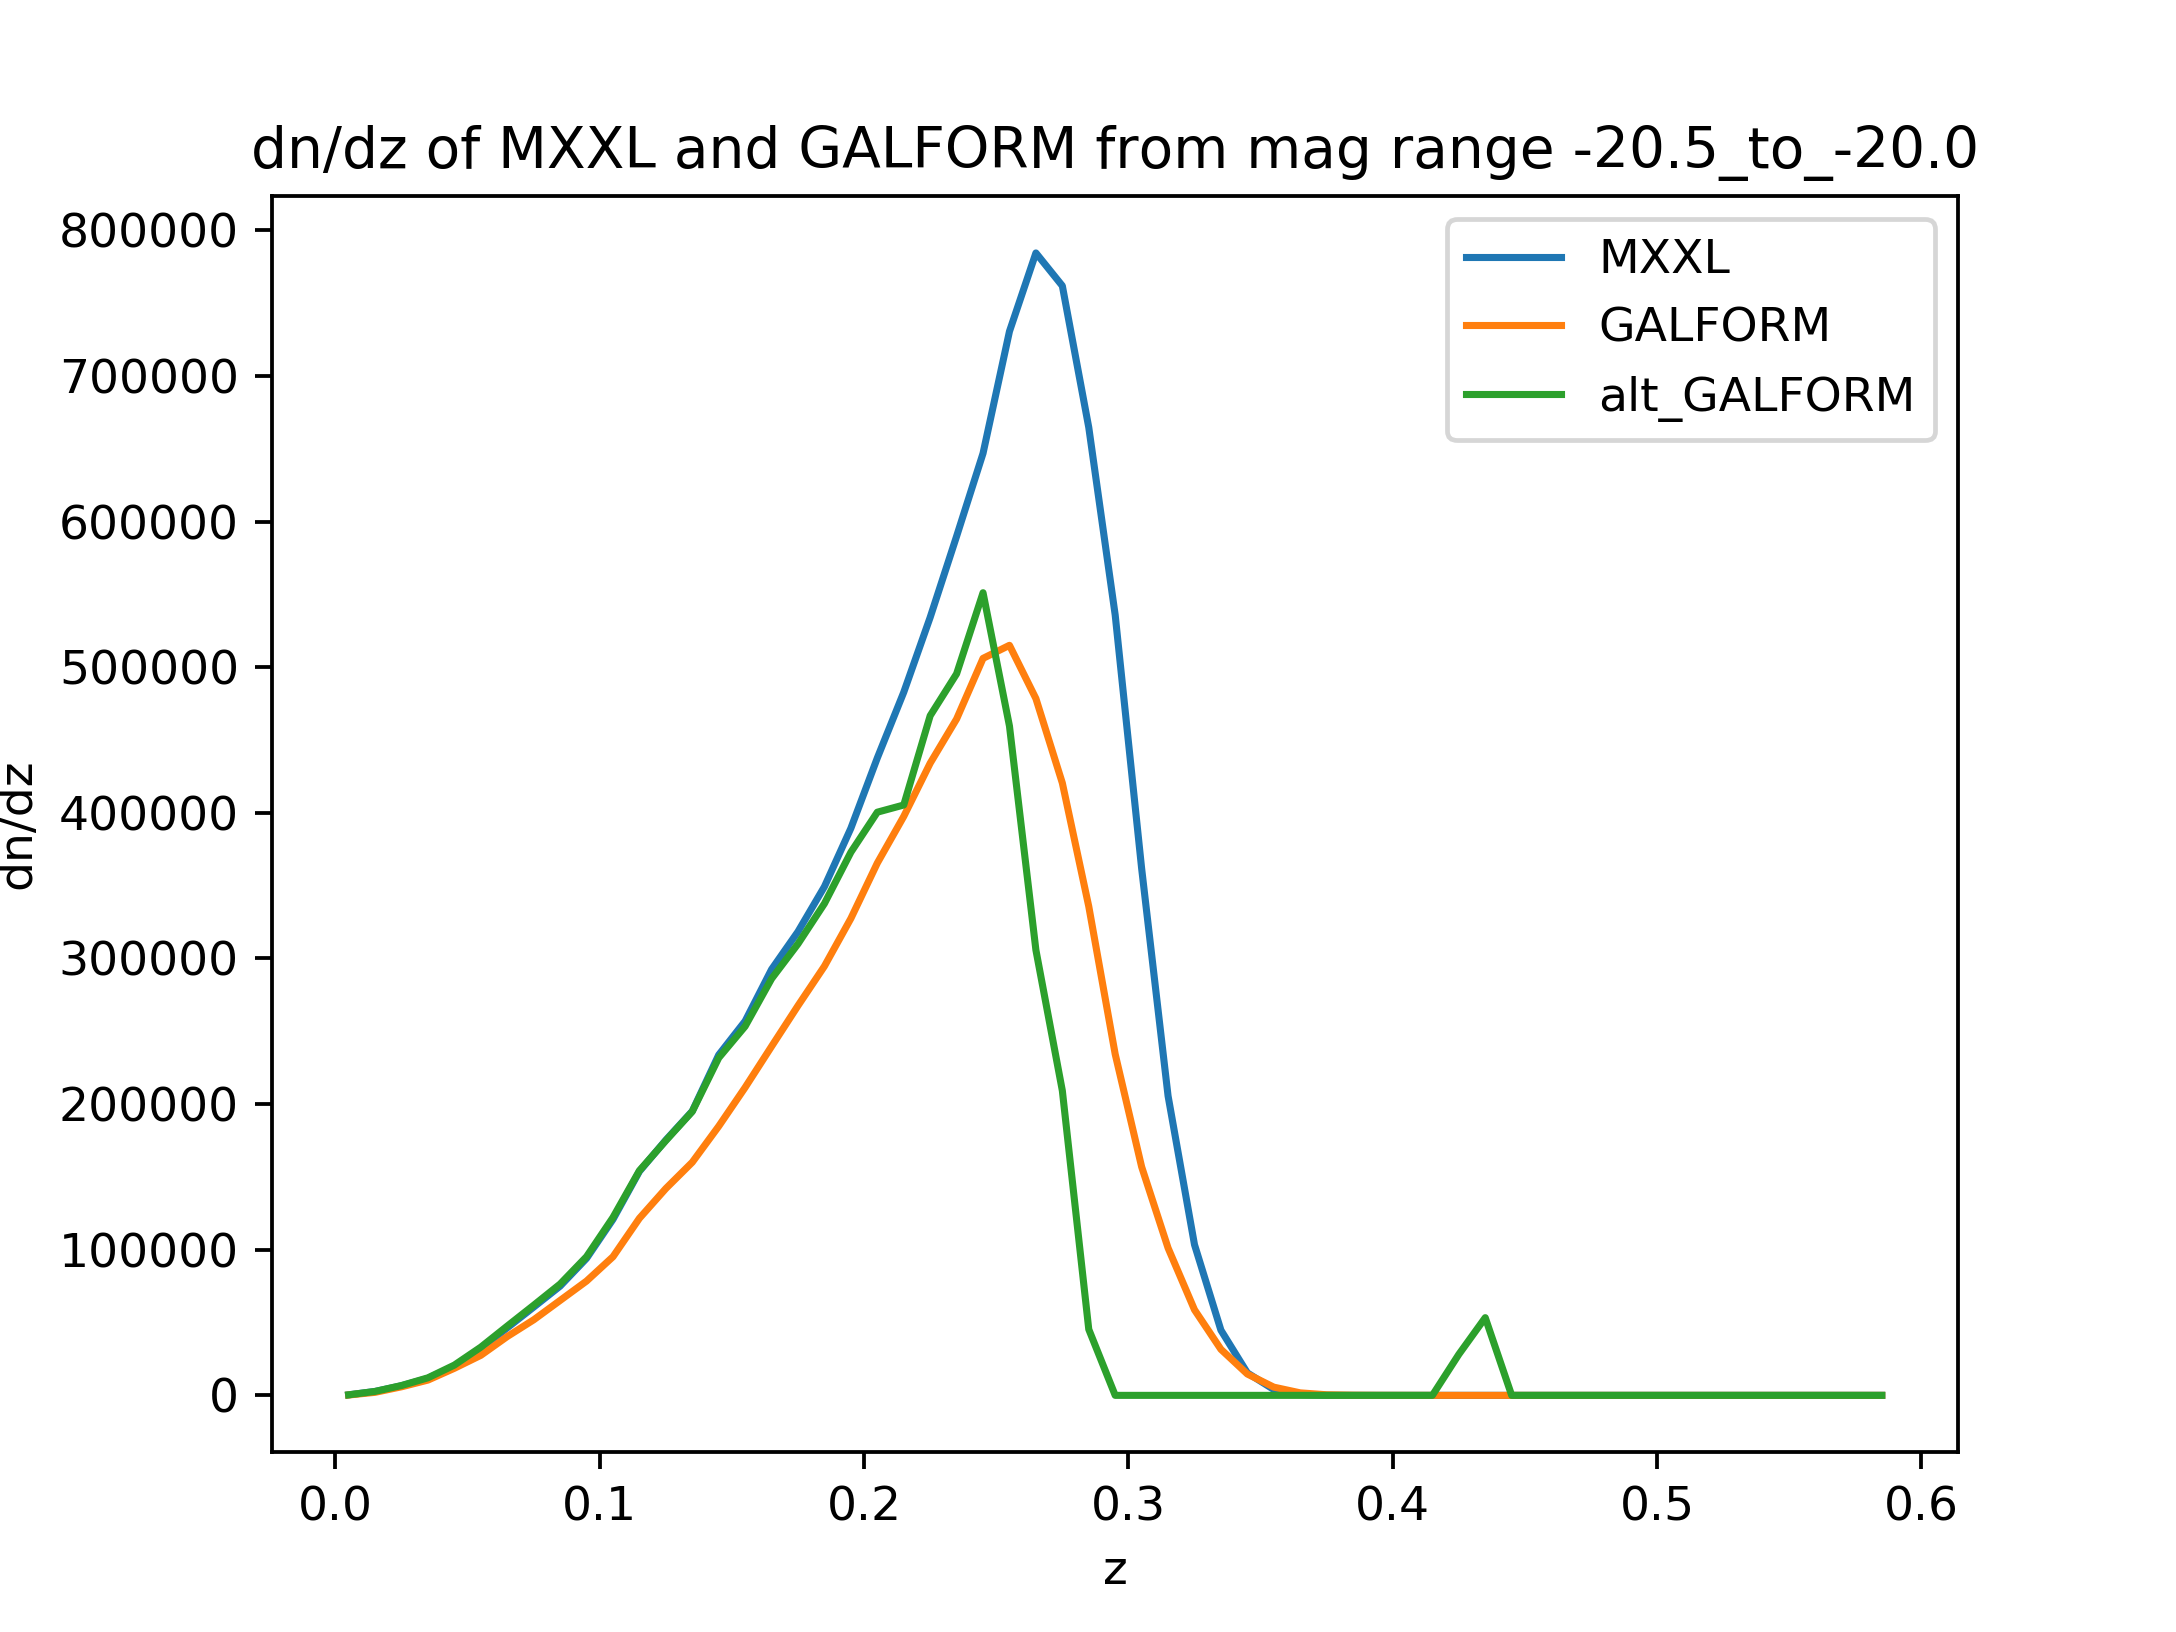 dn/dz of MXXL and GALFORM from mag range -20.5_to_-20.0
MXXL
GALFORM
alt_GALFORM
dn/dz
800000
700000
600000
500000
400000
300000
200000
100000
0
0.0 0.1 0.2 0.3 0.4 0.5 0.6
z